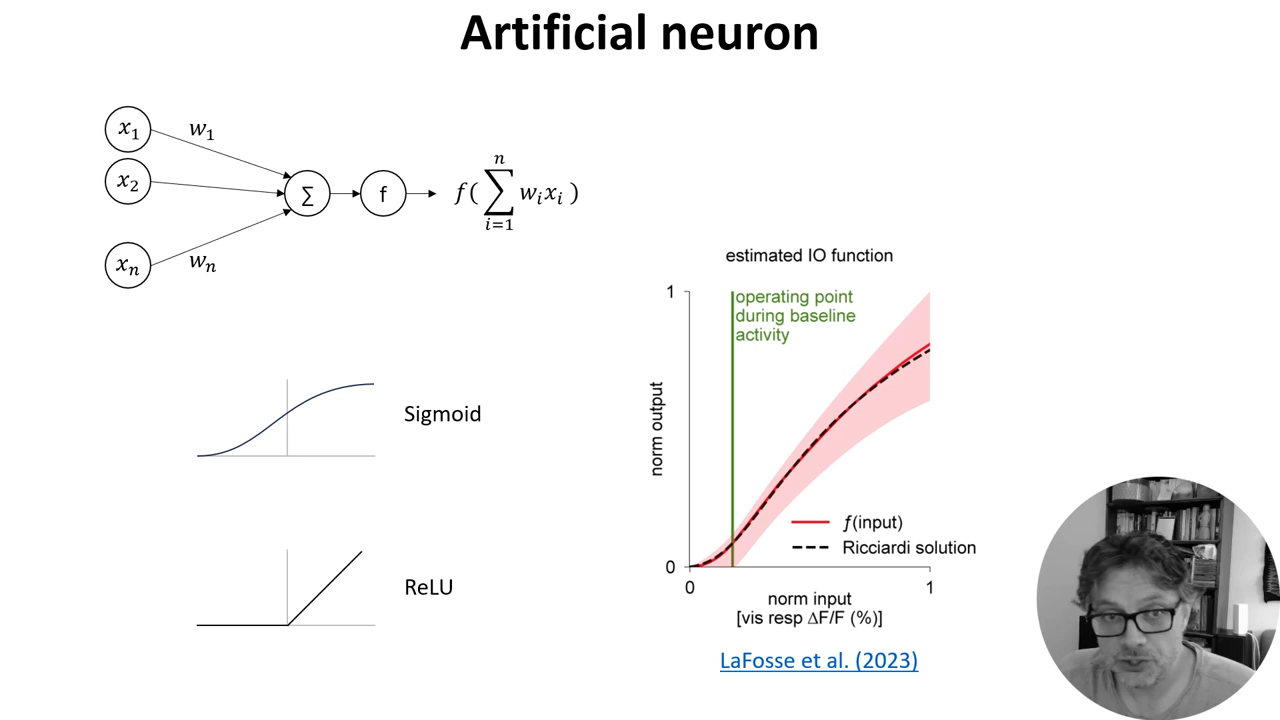 Artificial neuron
x₁
w₁
x₂
∑
f
f( ∑ᵢ₌₁ⁿ wᵢxᵢ )
xₙ
wₙ
Sigmoid
ReLU
estimated IO function
1
operating point
during baseline
activity
norm output
f(input)
Ricciardi solution
0
0
1
norm input
[vis resp ΔF/F (%)]
LaFosse et al. (2023)